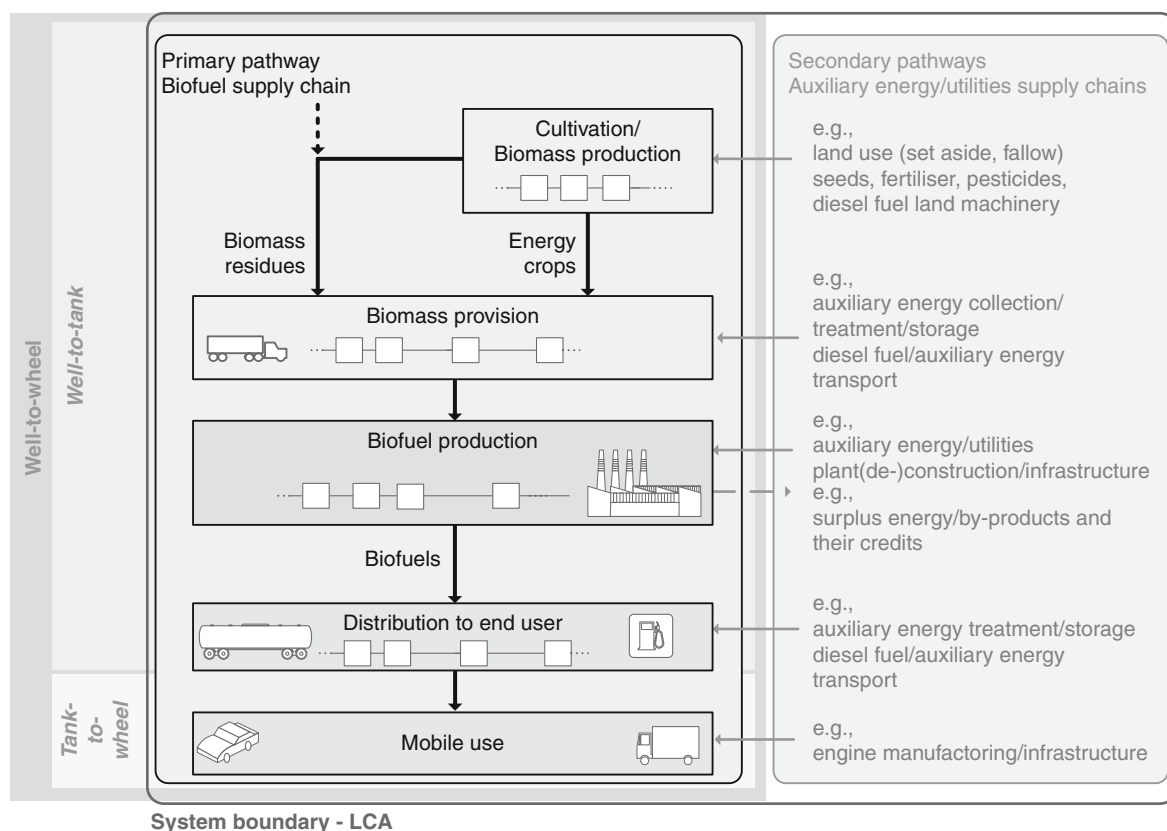 Primary pathway
Biofuel supply chain
Cultivation/
Biomass production
Biomass
residues
Energy
crops
Biomass provision
Biofuel production
Biofuels
Distribution to end user
Mobile use
Well-to-wheel
Well-to-tank
Tank-
to-
wheel
Secondary pathways
Auxiliary energy/utilities supply chains
e.g.,
land use (set aside, fallow)
seeds, fertiliser, pesticides,
diesel fuel land machinery
e.g.,
auxiliary energy collection/
treatment/storage
diesel fuel/auxiliary energy
transport
e.g.,
auxiliary energy/utilities
plant(de-)construction/infrastructure
e.g.,
surplus energy/by-products and
their credits
e.g.,
auxiliary energy treatment/storage
diesel fuel/auxiliary energy
transport
e.g.,
engine manufactoring/infrastructure
System boundary - LCA